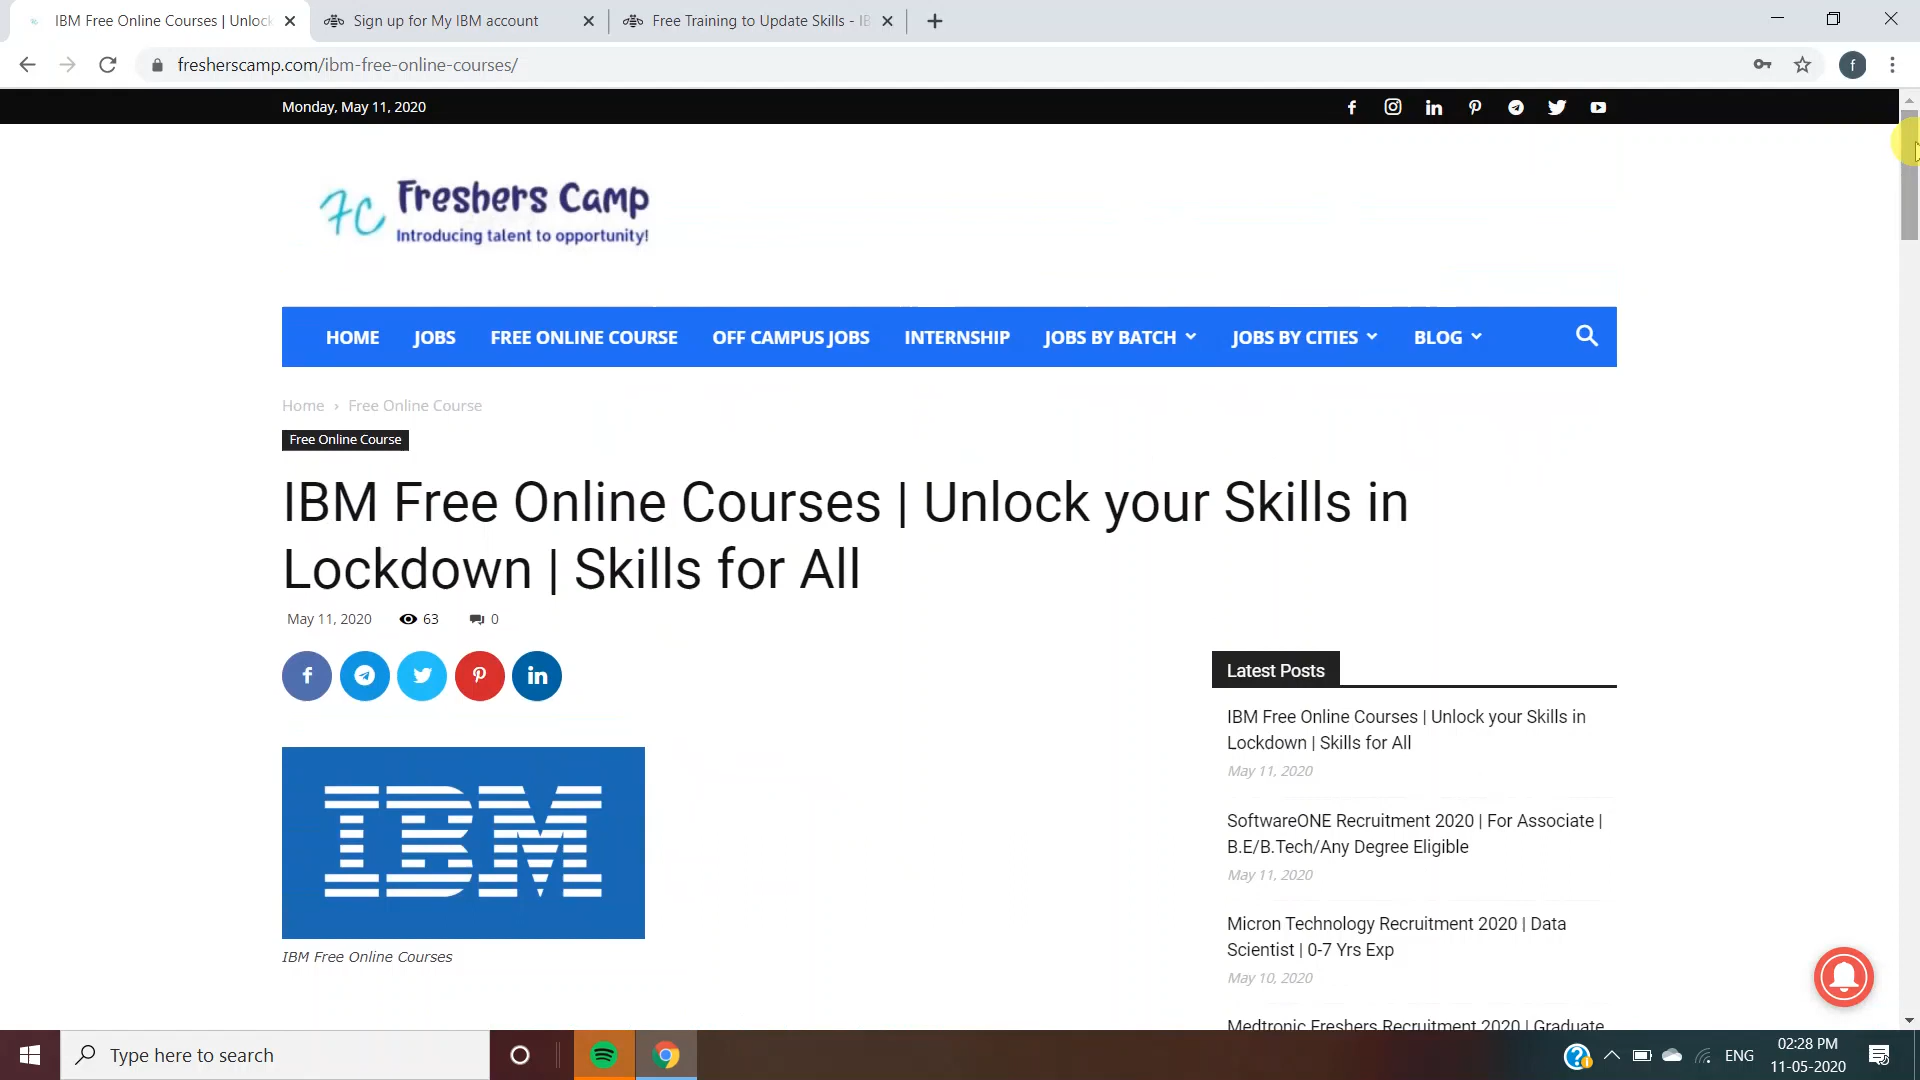 IBM Free Online Courses | Unlock
Sign up for My IBM account
Free Training to Update Skills - IB
fresherscamp.com/ibm-free-online-courses/
f
Monday, May 11, 2020
FC Freshers Camp
Introducing talent to opportunity!
HOME JOBS FREE ONLINE COURSE OFF CAMPUS JOBS INTERNSHIP JOBS BY BATCH JOBS BY CITIES BLOG
Home › Free Online Course
Free Online Course
IBM Free Online Courses | Unlock your Skills in
Lockdown | Skills for All
May 11, 2020 63 0
IBM
IBM Free Online Courses
Latest Posts
IBM Free Online Courses | Unlock your Skills in
Lockdown | Skills for All
May 11, 2020
SoftwareONE Recruitment 2020 | For Associate |
B.E/B.Tech/Any Degree Eligible
May 11, 2020
Micron Technology Recruitment 2020 | Data
Scientist | 0-7 Yrs Exp
May 10, 2020
Medtronic Freshers Recruitment 2020 | Graduate
Type here to search
ENG
02:28 PM
11-05-2020